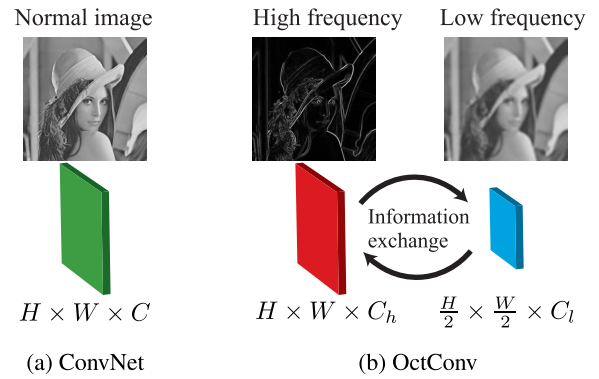 Normal image
High frequency
Low frequency
Information
exchange
H × W × C
H × W × C_h
H/2 × W/2 × C_l
(a) ConvNet
(b) OctConv